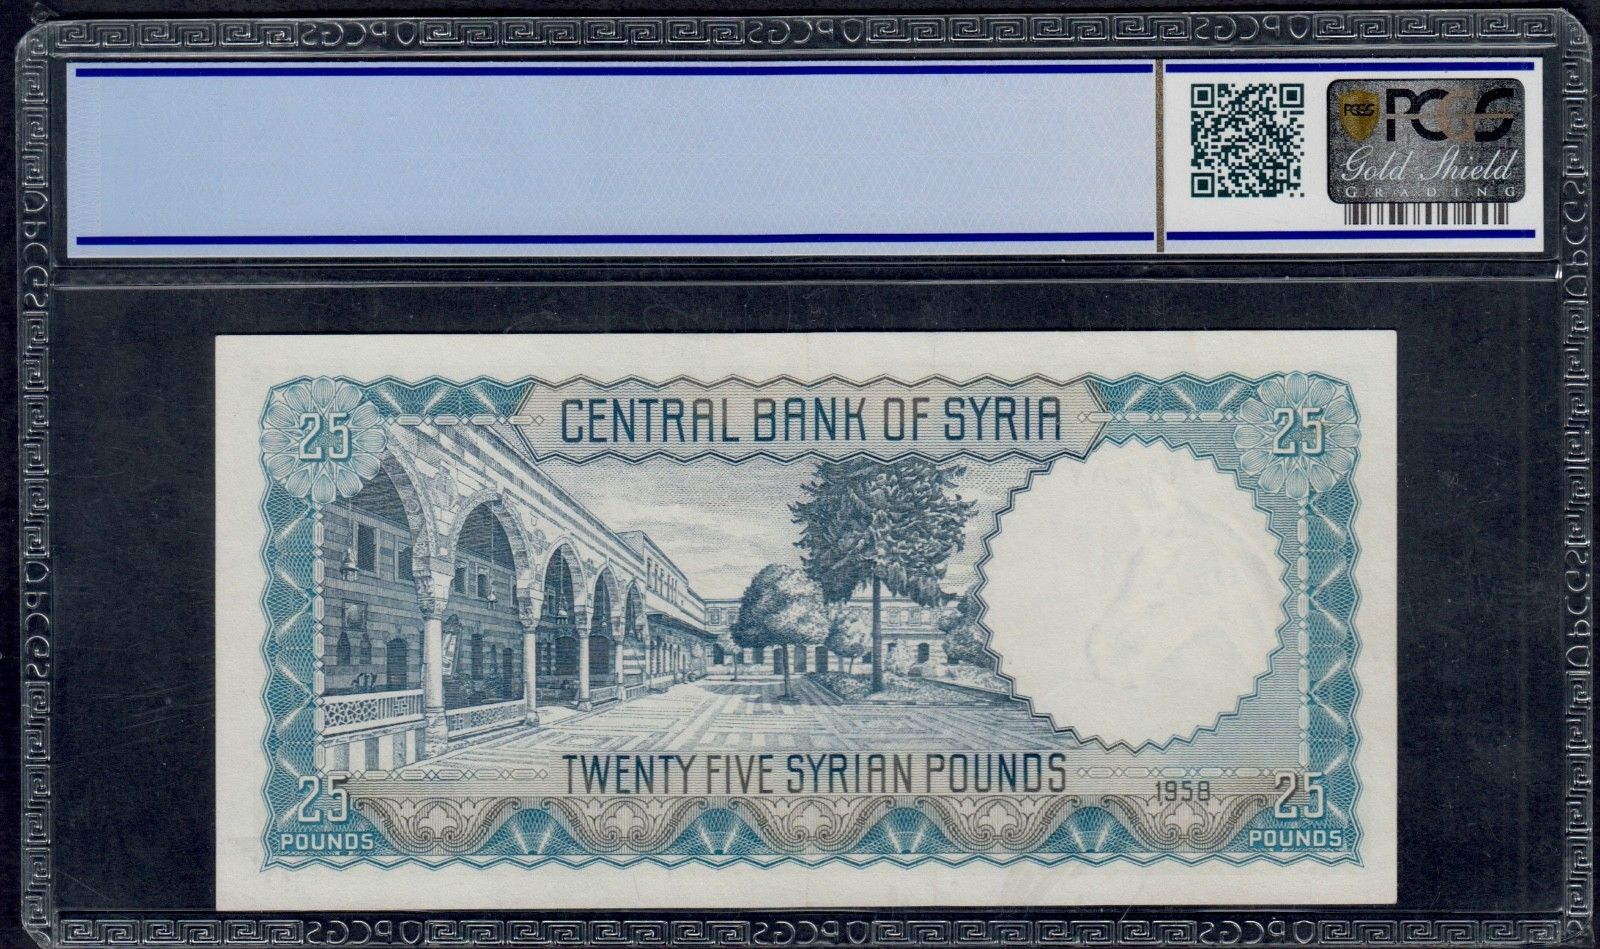 PCGS
PCGS
Gold Shield
GRADING
25
CENTRAL BANK OF SYRIA
25
TWENTY FIVE SYRIAN POUNDS
1958
25
POUNDS
25
POUNDS